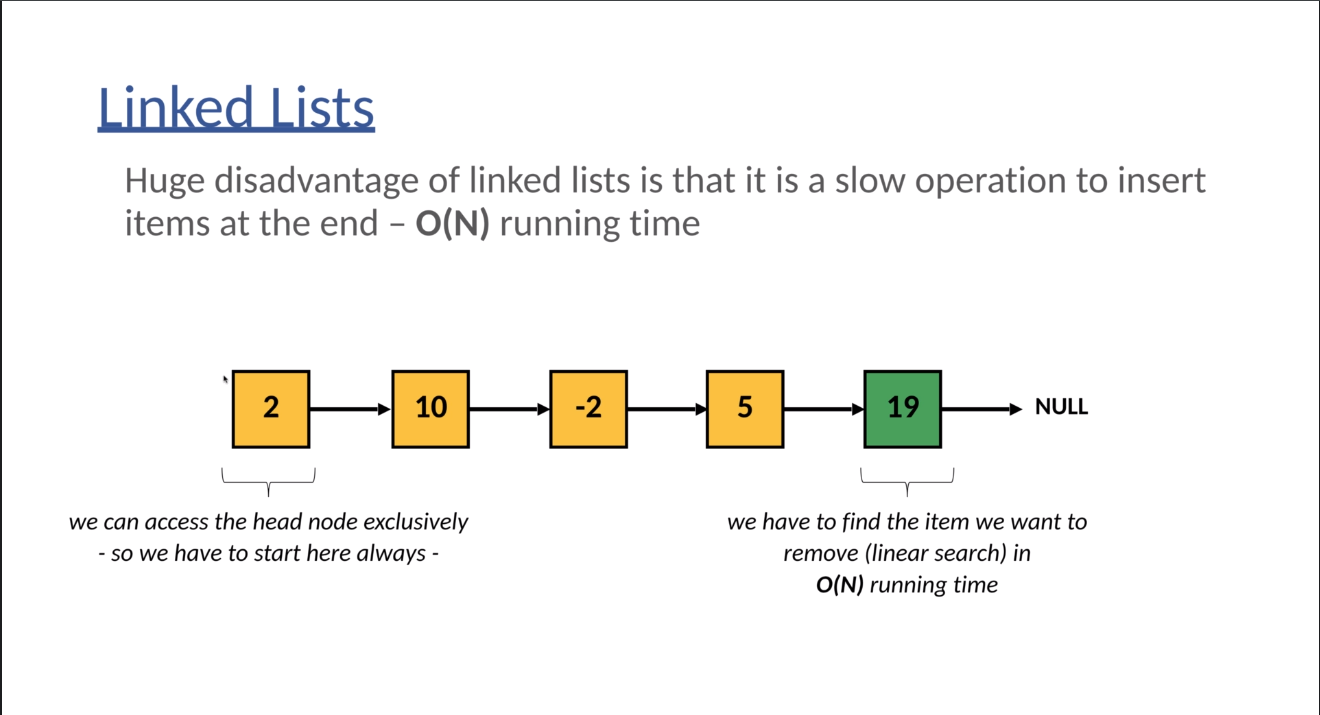 Linked Lists
Huge disadvantage of linked lists is that it is a slow operation to insert
items at the end – O(N) running time
2 10 -2 5 19 NULL
we can access the head node exclusively
- so we have to start here always -
we have to find the item we want to
remove (linear search) in
O(N) running time